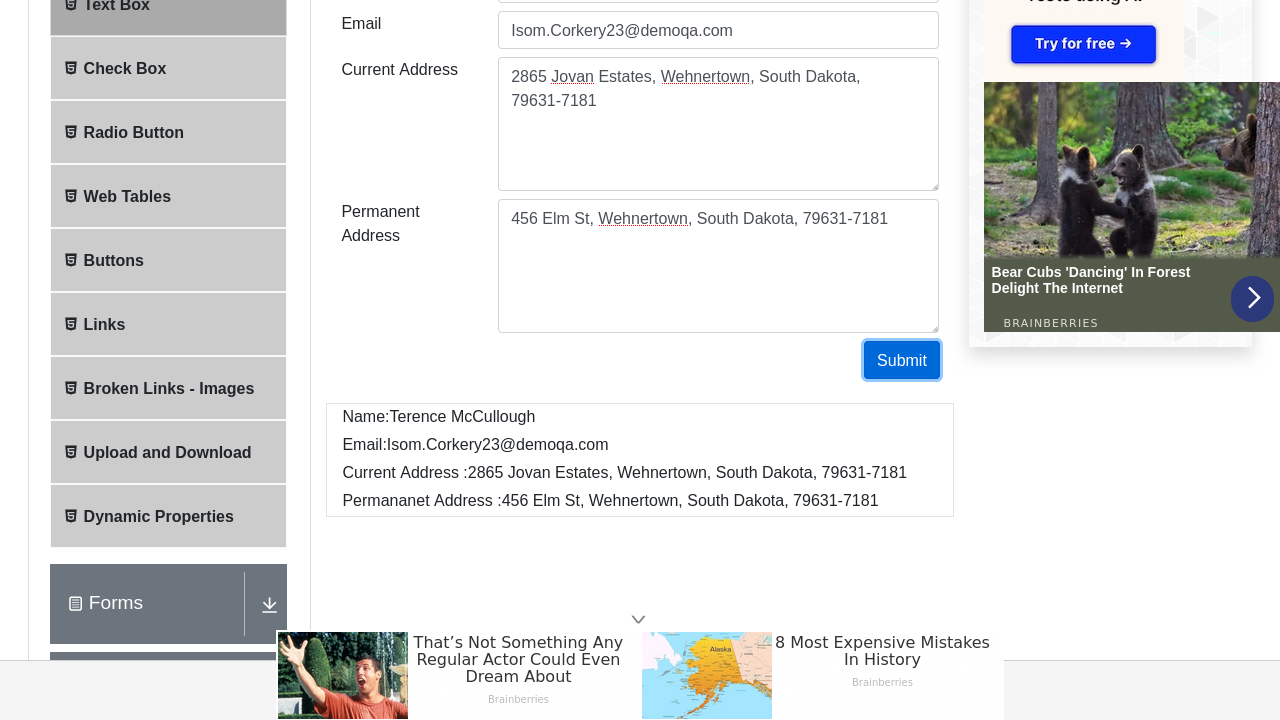 Text Box
Check Box
Radio Button
Web Tables
Buttons
Links
Broken Links - Images
Upload and Download
Dynamic Properties
Forms
Email
Isom.Corkery23@demoqa.com
Current Address
2865 Jovan Estates, Wehnertown, South Dakota,
79631-7181
Permanent
Address
456 Elm St, Wehnertown, South Dakota, 79631-7181
Submit
Name:Terence McCullough
Email:Isom.Corkery23@demoqa.com
Current Address :2865 Jovan Estates, Wehnertown, South Dakota, 79631-7181
Permananet Address :456 Elm St, Wehnertown, South Dakota, 79631-7181
Try for free →
Bear Cubs 'Dancing' In Forest
Delight The Internet
BRAINBERRIES
That’s Not Something Any
Regular Actor Could Even
Dream About
Brainberries
Alaska
8 Most Expensive Mistakes
In History
Brainberries